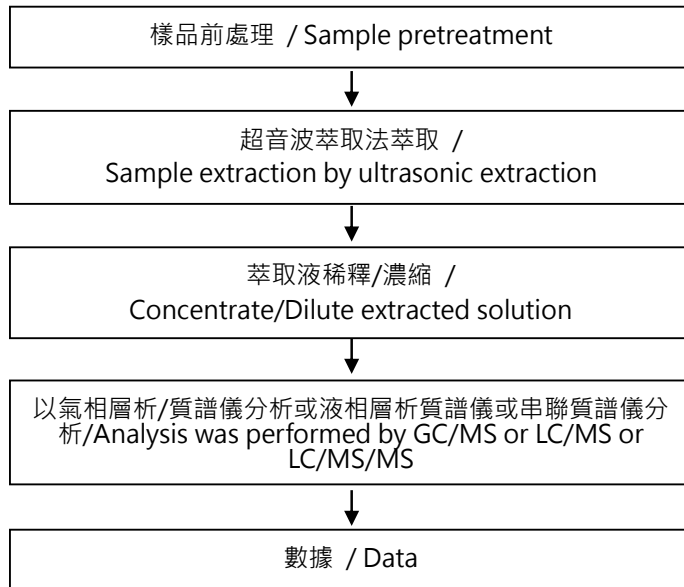 樣品前處理 / Sample pretreatment
超音波萃取法萃取 /
Sample extraction by ultrasonic extraction
萃取液稀釋/濃縮 /
Concentrate/Dilute extracted solution
以氣相層析/質譜儀分析或液相層析質譜儀或串聯質譜儀分
析/Analysis was performed by GC/MS or LC/MS or
LC/MS/MS
數據 / Data